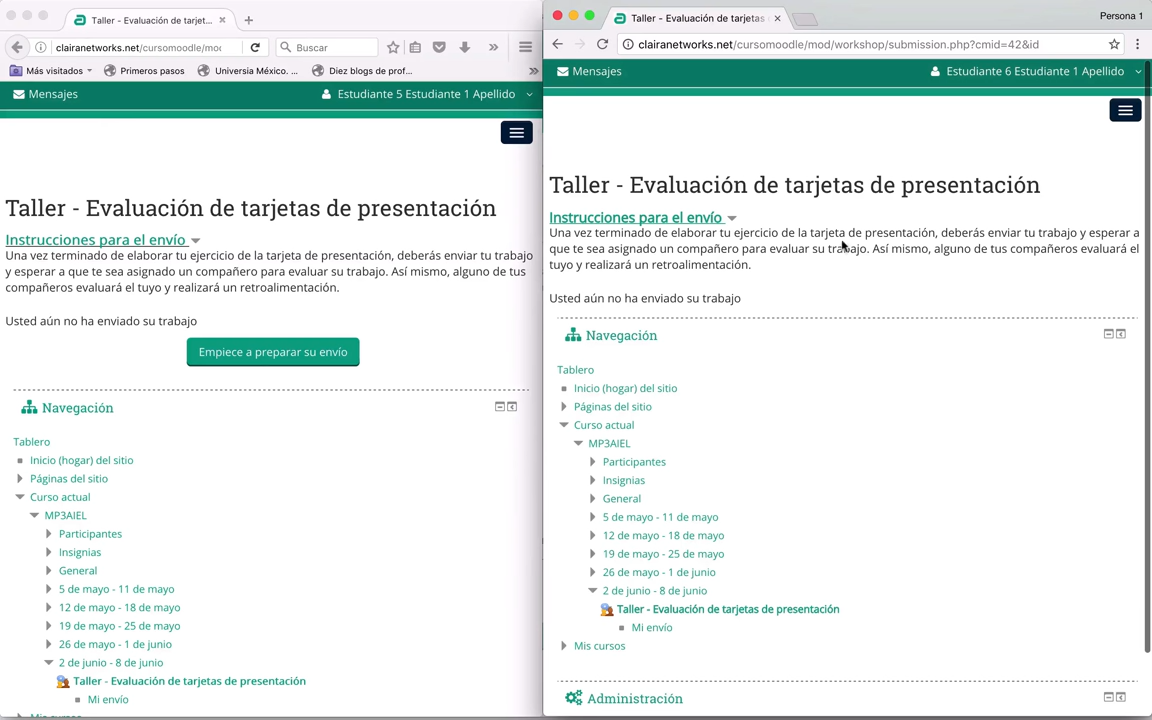 Taller - Evaluación de tarjet...
clairanetworks.net/cursomoodle/moc
Buscar
Más visitados
Primeros pasos
Universia México. ...
Diez blogs de prof...
Mensajes
Estudiante 5 Estudiante 1 Apellido
Taller - Evaluación de tarjetas de presentación
Instrucciones para el envío
Una vez terminado de elaborar tu ejercicio de la tarjeta de presentación, deberás enviar tu trabajo
y esperar a que te sea asignado un compañero para evaluar su trabajo. Así mismo, alguno de tus
compañeros evaluará el tuyo y realizará un retroalimentación.
Usted aún no ha enviado su trabajo
Empiece a preparar su envío
Navegación
Tablero
Inicio (hogar) del sitio
Páginas del sitio
Curso actual
MP3AIEL
Participantes
Insignias
General
5 de mayo - 11 de mayo
12 de mayo - 18 de mayo
19 de mayo - 25 de mayo
26 de mayo - 1 de junio
2 de junio - 8 de junio
Taller - Evaluación de tarjetas de presentación
Mi envío
Mis cursos
Taller - Evaluación de tarjetas
Persona 1
clairanetworks.net/cursomoodle/mod/workshop/submission.php?cmid=42&id
Mensajes
Estudiante 6 Estudiante 1 Apellido
Taller - Evaluación de tarjetas de presentación
Instrucciones para el envío
Una vez terminado de elaborar tu ejercicio de la tarjeta de presentación, deberás enviar tu trabajo y esperar a
que te sea asignado un compañero para evaluar su trabajo. Así mismo, alguno de tus compañeros evaluará el
tuyo y realizará un retroalimentación.
Usted aún no ha enviado su trabajo
Navegación
Tablero
Inicio (hogar) del sitio
Páginas del sitio
Curso actual
MP3AIEL
Participantes
Insignias
General
5 de mayo - 11 de mayo
12 de mayo - 18 de mayo
19 de mayo - 25 de mayo
26 de mayo - 1 de junio
2 de junio - 8 de junio
Taller - Evaluación de tarjetas de presentación
Mi envío
Mis cursos
Administración